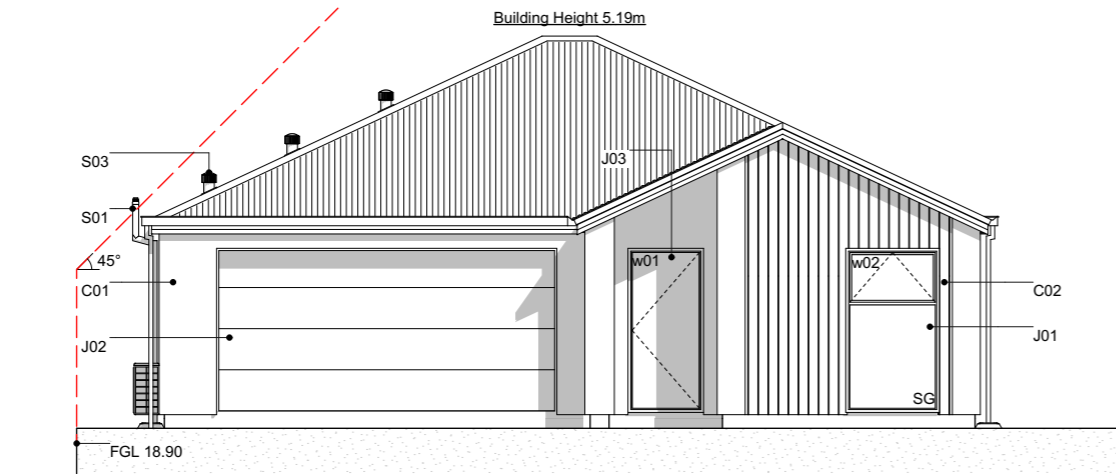 Building Height 5.19m
S03
J03
S01
45°
w01
w02
C01
C02
J01
J02
SG
FGL 18.90